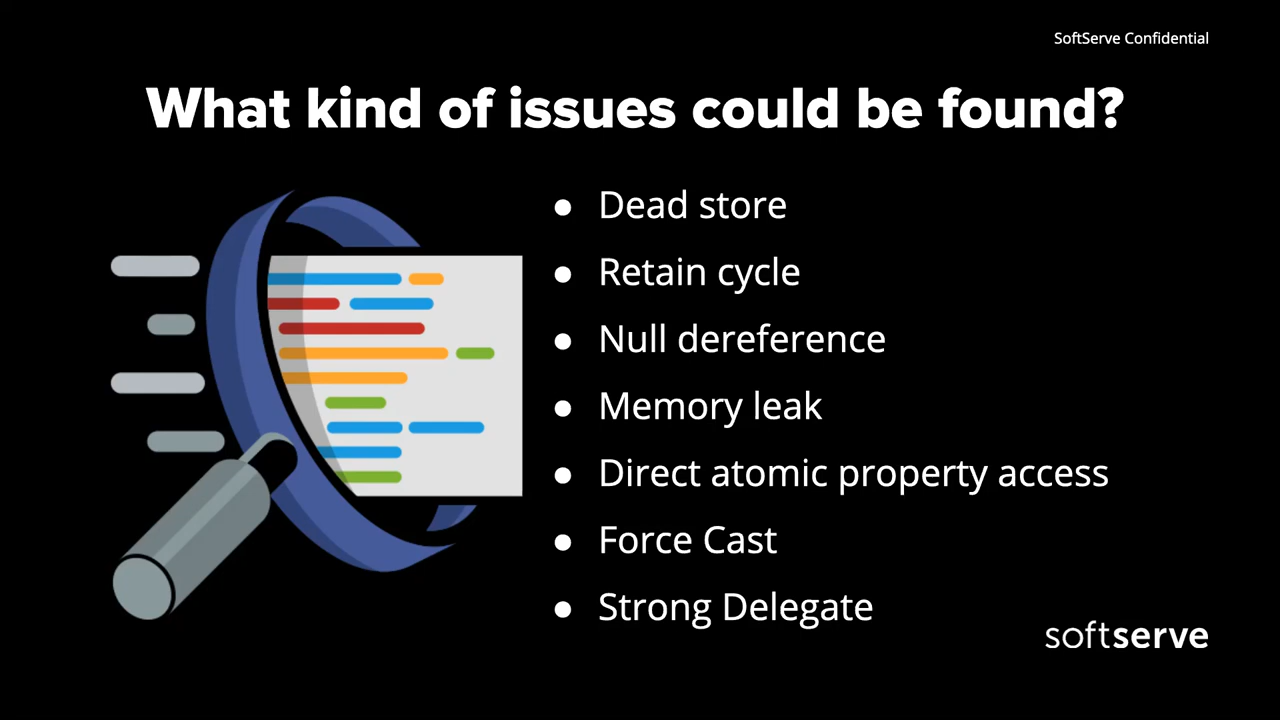 SoftServe Confidential
What kind of issues could be found?
● Dead store
● Retain cycle
● Null dereference
● Memory leak
● Direct atomic property access
● Force Cast
● Strong Delegate
softserve